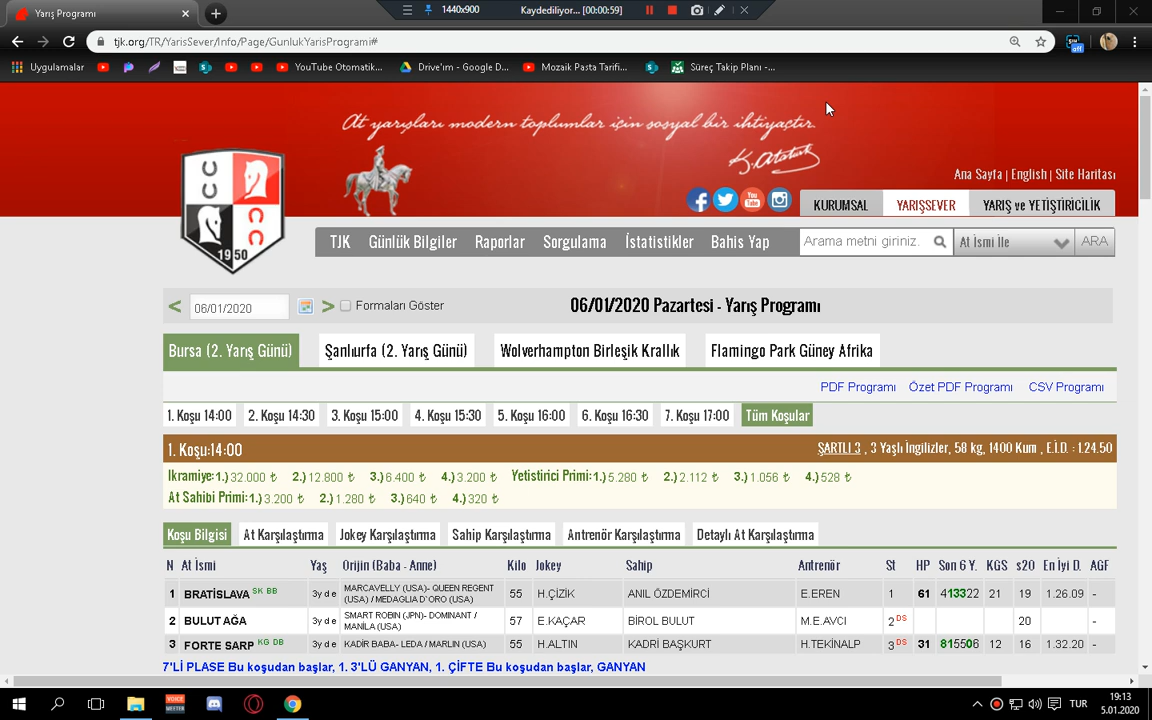 Yarış Programı
1440x900
Kaydediliyor... [00:00:59]
tjk.org/TR/YarisSever/Info/Page/GunlukYarisProgrami#
Uygulamalar
YouTube Otomatik...
Drive'ım - Google D...
Mozaik Pasta Tarifi...
Süreç Takip Planı -...
At yarışları modern toplumlar için sosyal bir ihtiyaçtır.
K. Atatürk
Ana Sayfa | English | Site Haritası
1950
KURUMSAL YARIŞSEVER YARIŞ ve YETİŞTİRİCİLİK
TJK Günlük Bilgiler Raporlar Sorgulama İstatistikler Bahis Yap Arama metni giriniz. At İsmi İle ARA
06/01/2020 Formaları Göster 06/01/2020 Pazartesi - Yarış Programı
Bursa (2. Yarış Günü) Şanlıurfa (2. Yarış Günü) Wolverhampton Birleşik Krallık Flamingo Park Güney Afrika
PDF Programı Özet PDF Programı CSV Programı
1. Koşu 14:00 2. Koşu 14:30 3. Koşu 15:00 4. Koşu 15:30 5. Koşu 16:00 6. Koşu 16:30 7. Koşu 17:00 Tüm Koşular
1. Koşu:14:00 ŞARTLI 3 , 3 Yaşlı İngilizler, 58 kg, 1400 Kum , E.İ.D. : 1.24.50
Ikramiye:1.) 32.000 ₺ 2.) 12.800 ₺ 3.) 6.400 ₺ 4.) 3.200 ₺ Yetistirici Primi:1.) 5.280 ₺ 2.) 2.112 ₺ 3.) 1.056 ₺ 4.) 528 ₺
At Sahibi Primi:1.) 3.200 ₺ 2.) 1.280 ₺ 3.) 640 ₺ 4.) 320 ₺
Koşu Bilgisi At Karşılaştırma Jokey Karşılaştırma Sahip Karşılaştırma Antrenör Karşılaştırma Detaylı At Karşılaştırma
N At İsmi Yaş Orijin (Baba - Anne) Kilo Jokey Sahip Antrenör St HP Son 6 Y. KGS s20 En İyi D. AGF
1 BRATİSLAVA SK BB 3y d e MARCAVELLY (USA)- QUEEN REGENT (USA) / MEDAGLIA D'ORO (USA) 55 H.ÇİZİK ANIL ÖZDEMİRCİ E.EREN 1 61 413322 21 19 1.26.09 -
2 BULUT AĞA 3y d e SMART ROBIN (JPN)- DOMINANT / MANİLA (USA) 57 E.KAÇAR BİROL BULUT M.E.AVCI 2 DS 20 -
3 FORTE SARP KG DB 3y d e KADİR BABA- LEDA / MARLIN (USA) 55 H.ALTIN KADRİ BAŞKURT H.TEKİNALP 3 DS 31 815506 12 16 1.32.20 -
7'Lİ PLASE Bu koşudan başlar, 1. 3'LÜ GANYAN, 1. ÇİFTE Bu koşudan başlar, GANYAN
TUR
19:13
5.01.2020